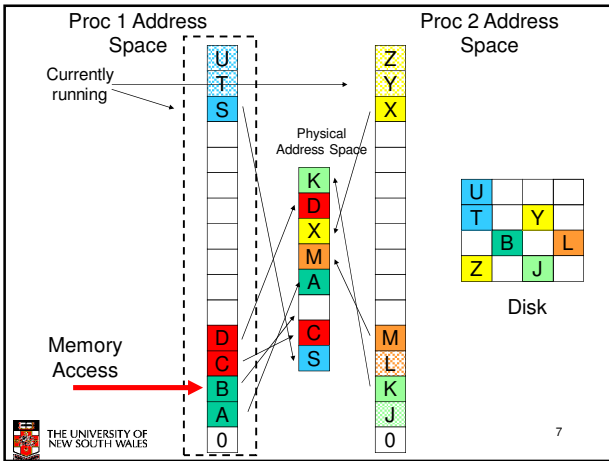 Proc 1 Address
Space
Proc 2 Address
Space
Currently
running
U
T
S
D
C
B
A
0
Memory
Access
Physical
Address Space
K
D
X
M
A
C
S
Z
Y
X
M
L
K
J
0
U
T Y
B L
Z J
Disk
THE UNIVERSITY OF
NEW SOUTH WALES
7